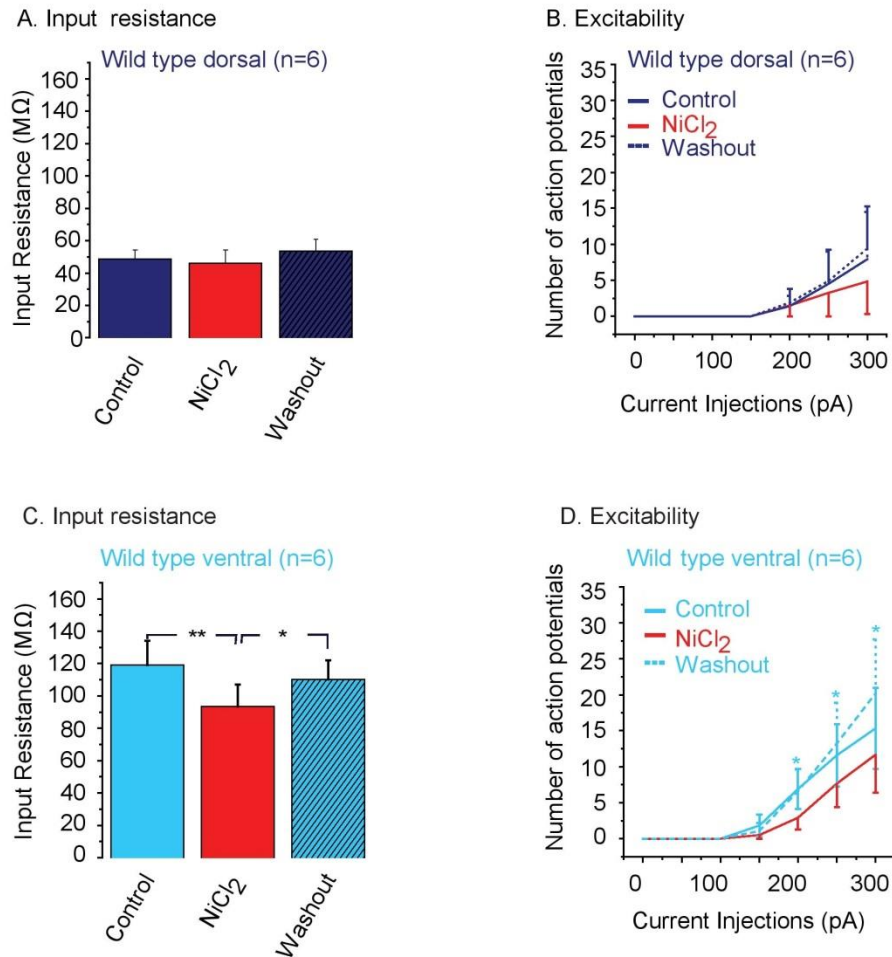 A. Input resistance
Wild type dorsal (n=6)
Input Resistance (MΩ)
160
140
120
100
80
60
40
20
0
Control
NiCl2
Washout
B. Excitability
Wild type dorsal (n=6)
Control
NiCl2
Washout
Number of action potentials
35
30
25
20
15
10
5
0
0
100
200
300
Current Injections (pA)
C. Input resistance
Wild type ventral (n=6)
Input Resistance (MΩ)
160
140
120
100
80
60
40
20
0
** *
Control
NiCl2
Washout
D. Excitability
Wild type ventral (n=6)
Control
NiCl2
Washout
Number of action potentials
35
30
25
20
15
10
5
0
*
*
*
0
100
200
300
Current Injections (pA)